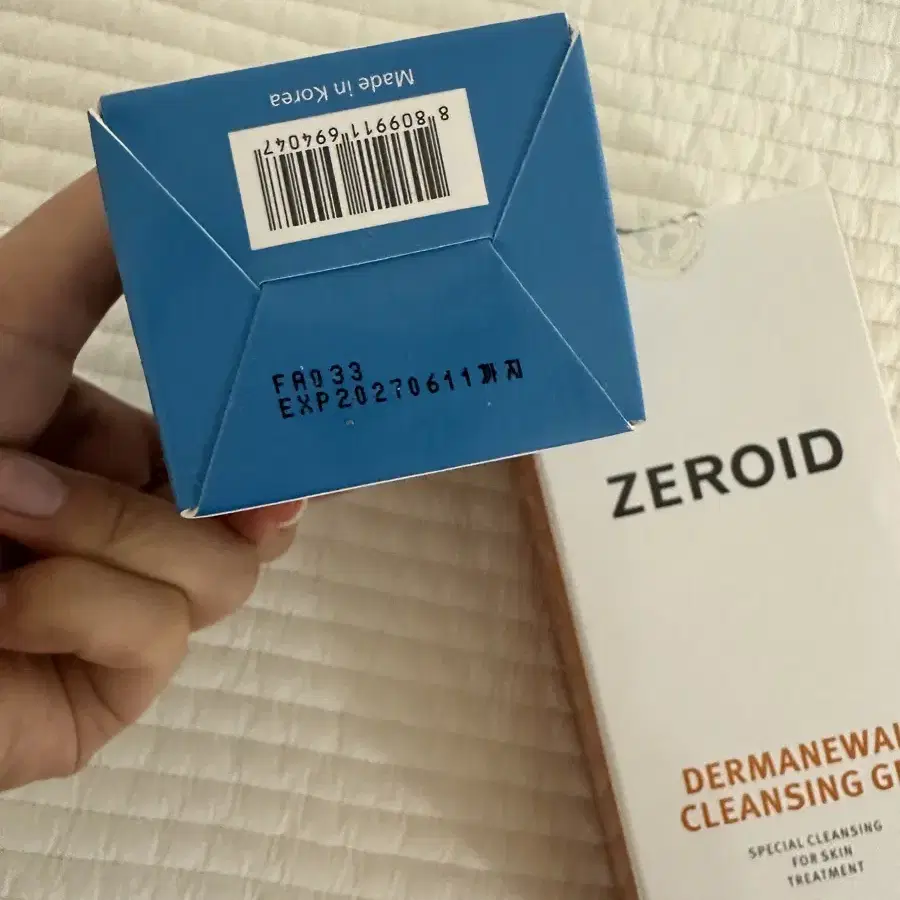 Made in Korea
8 809911 694047
FA033
EXP20270611까지
ZEROID
DERMANEWAL
CLEANSING
SPECIAL CLEANSING
FOR SKIN
TREATMENT